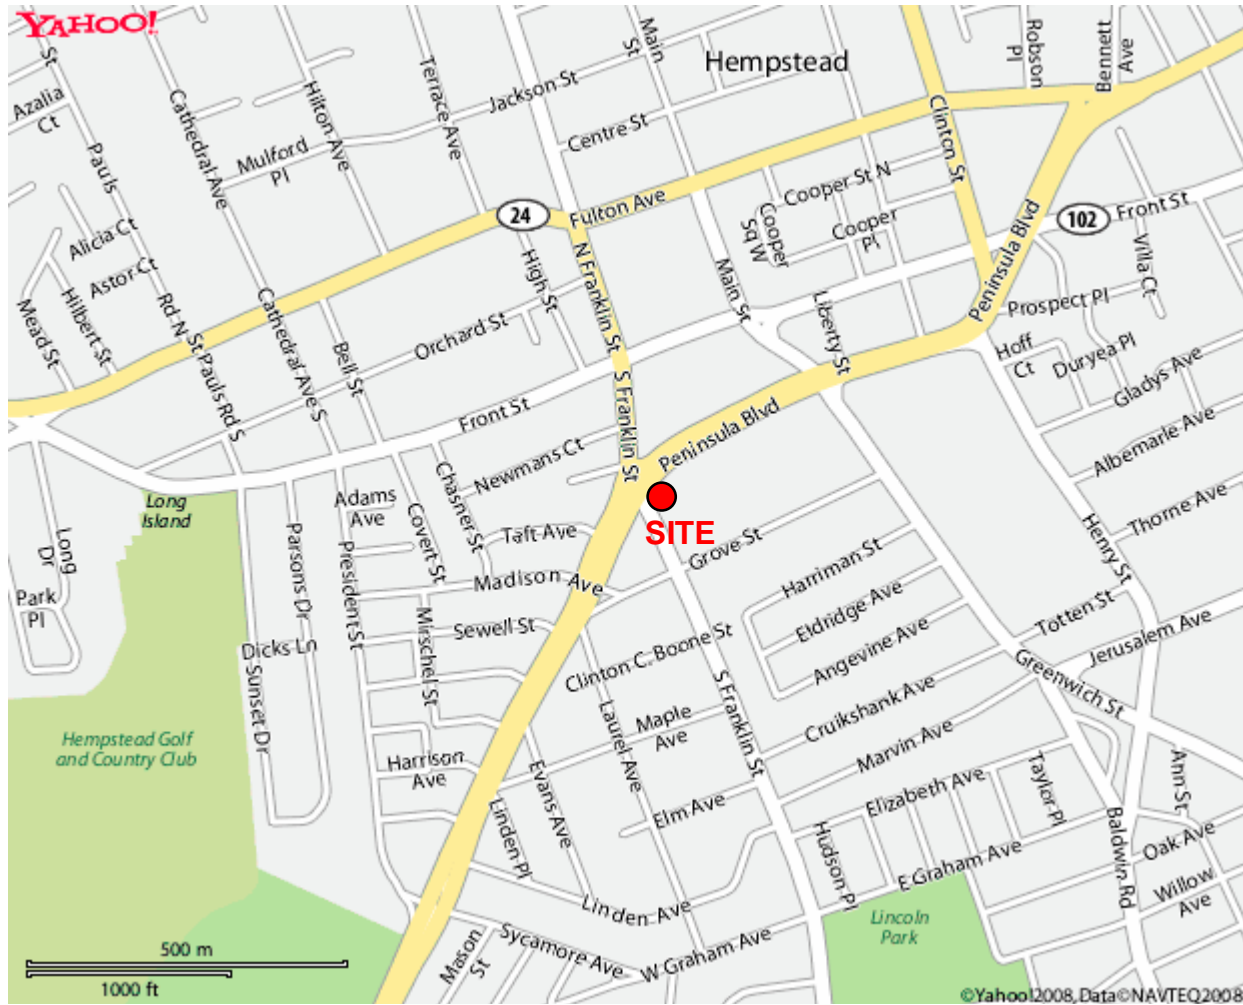 YAHOO!
Hempstead
St
Azalia
Ct
Pauls
Cathedral Ave
Hilton Ave
Mulford
Pl
Terrace Ave
Jackson St
Main
St
Centre St
Robson
Pl
Bennett
Ave
Clinton St
Cooper St N
Cooper
Sq W
Cooper
Pl
Fulton Ave
24
102
Front St
Peninsula Blvd
Villa Ct
Alicia Ct
Astor Ct
Hilbert St
Mead St
Rd N
St Pauls Rd S
Cathedral Ave S
Bell St
High St
N Franklin St
Orchard St
Main St
Liberty St
Prospect Pl
Hoff
Ct
Duryea Pl
Gladys Ave
Albemarle Ave
Thorne Ave
Front St
S Franklin St
Peninsula Blvd
Newmans Ct
Chasner St
Covert St
Adams
Ave
Long
Island
Long
Dr
Park
Pl
Parsons Dr
President St
Taft Ave
Madison Ave
SITE
Grove St
Harriman St
Eldridge Ave
Angevine Ave
Henry St
Totten St
Jerusalem Ave
Greenwich St
Dicks Ln
Sunset Dr
Mirschel St
Sewell St
Clinton C. Boone St
S Franklin St
Laurel Ave
Maple
Ave
Cruikshank Ave
Marvin Ave
Hempstead Golf
and Country Club
Harrison
Ave
Linden Pl
Evans Ave
Elm Ave
Elizabeth Ave
Taylor Pl
Ann St
Baldwin Rd
Hudson Pl
E Graham Ave
Oak Ave
Willow
Ave
Linden Ave
Lincoln
Park
Sycamore Ave
Mason
St
W Graham Ave
500 m
1000 ft
©Yahoo!2008, Data©NAVTEQ2008